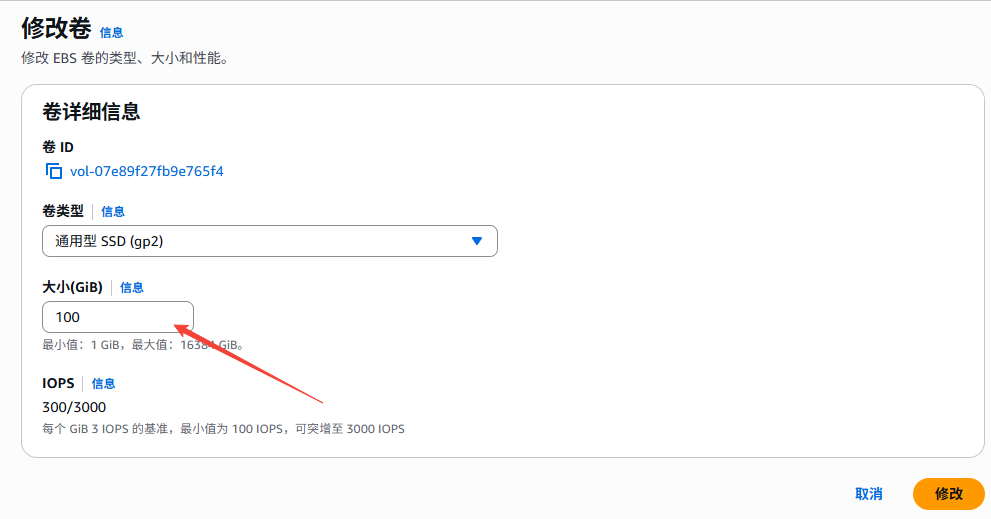 修改卷 信息
修改 EBS 卷的类型、大小和性能。
卷详细信息
卷 ID
vol-07e89f27fb9e765f4
卷类型 信息
通用型 SSD (gp2)
大小(GiB) 信息
100
最小值：1 GiB，最大值：16384 GiB。
IOPS 信息
300/3000
每个 GiB 3 IOPS 的基准，最小值为 100 IOPS，可突增至 3000 IOPS
取消 修改